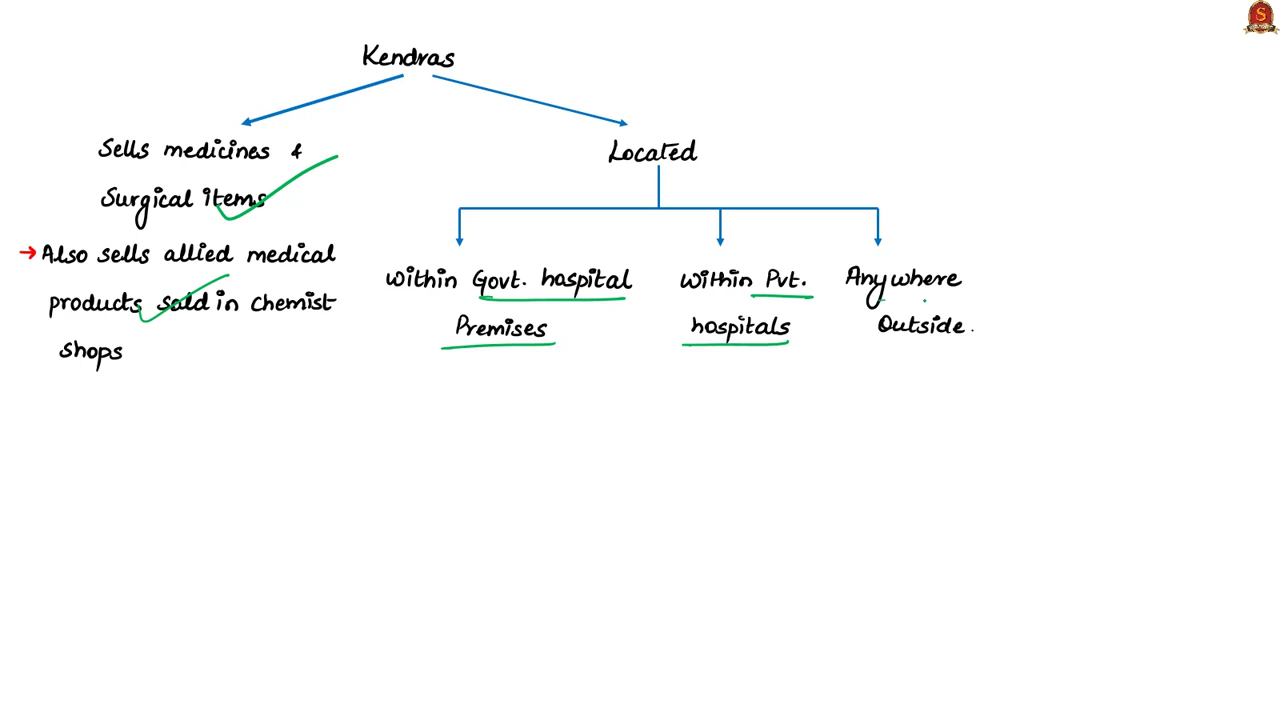 Kendras
Sells medicines &
Surgical items
Also sells allied medical
products sold in chemist
shops
Located
within Govt. hospital
Premises
within Pvt.
hospitals
Anywhere
Outside.